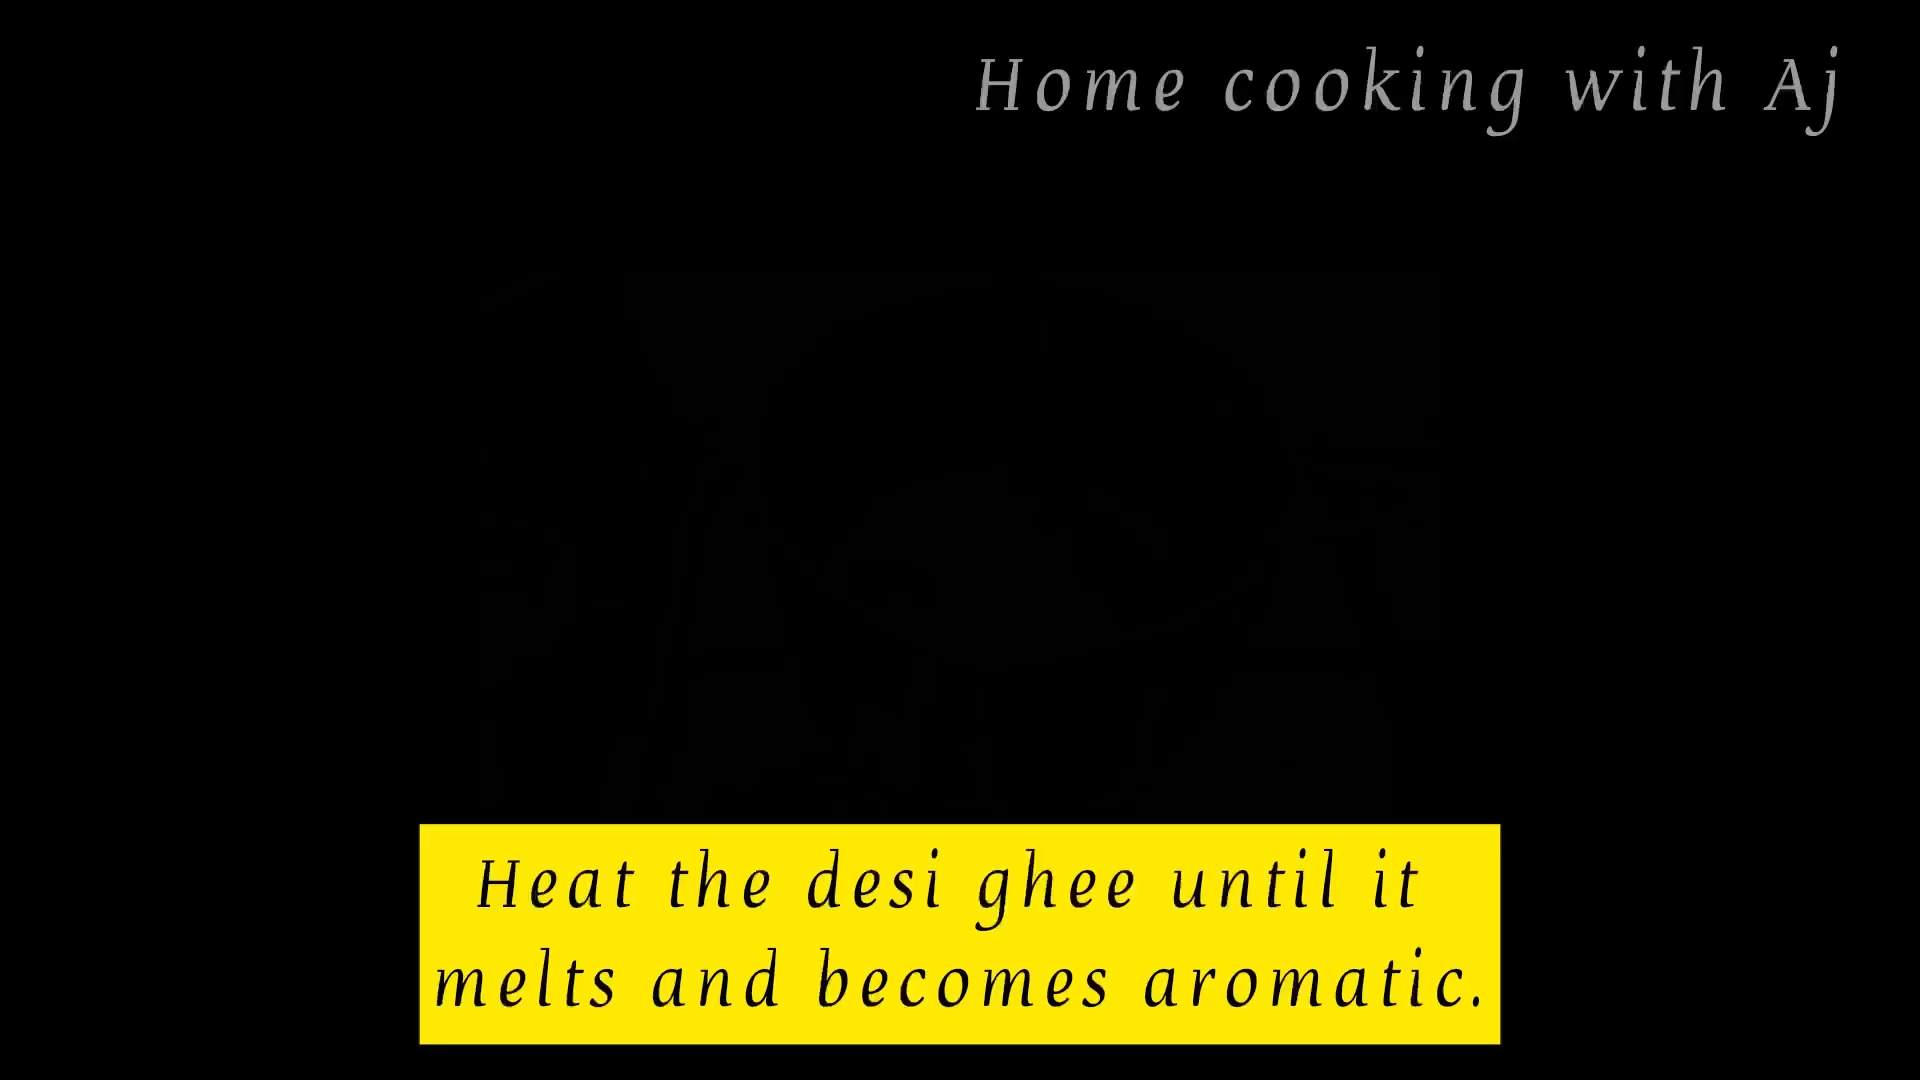 Home cooking with Aj
Heat the desi ghee until it
melts and becomes aromatic.